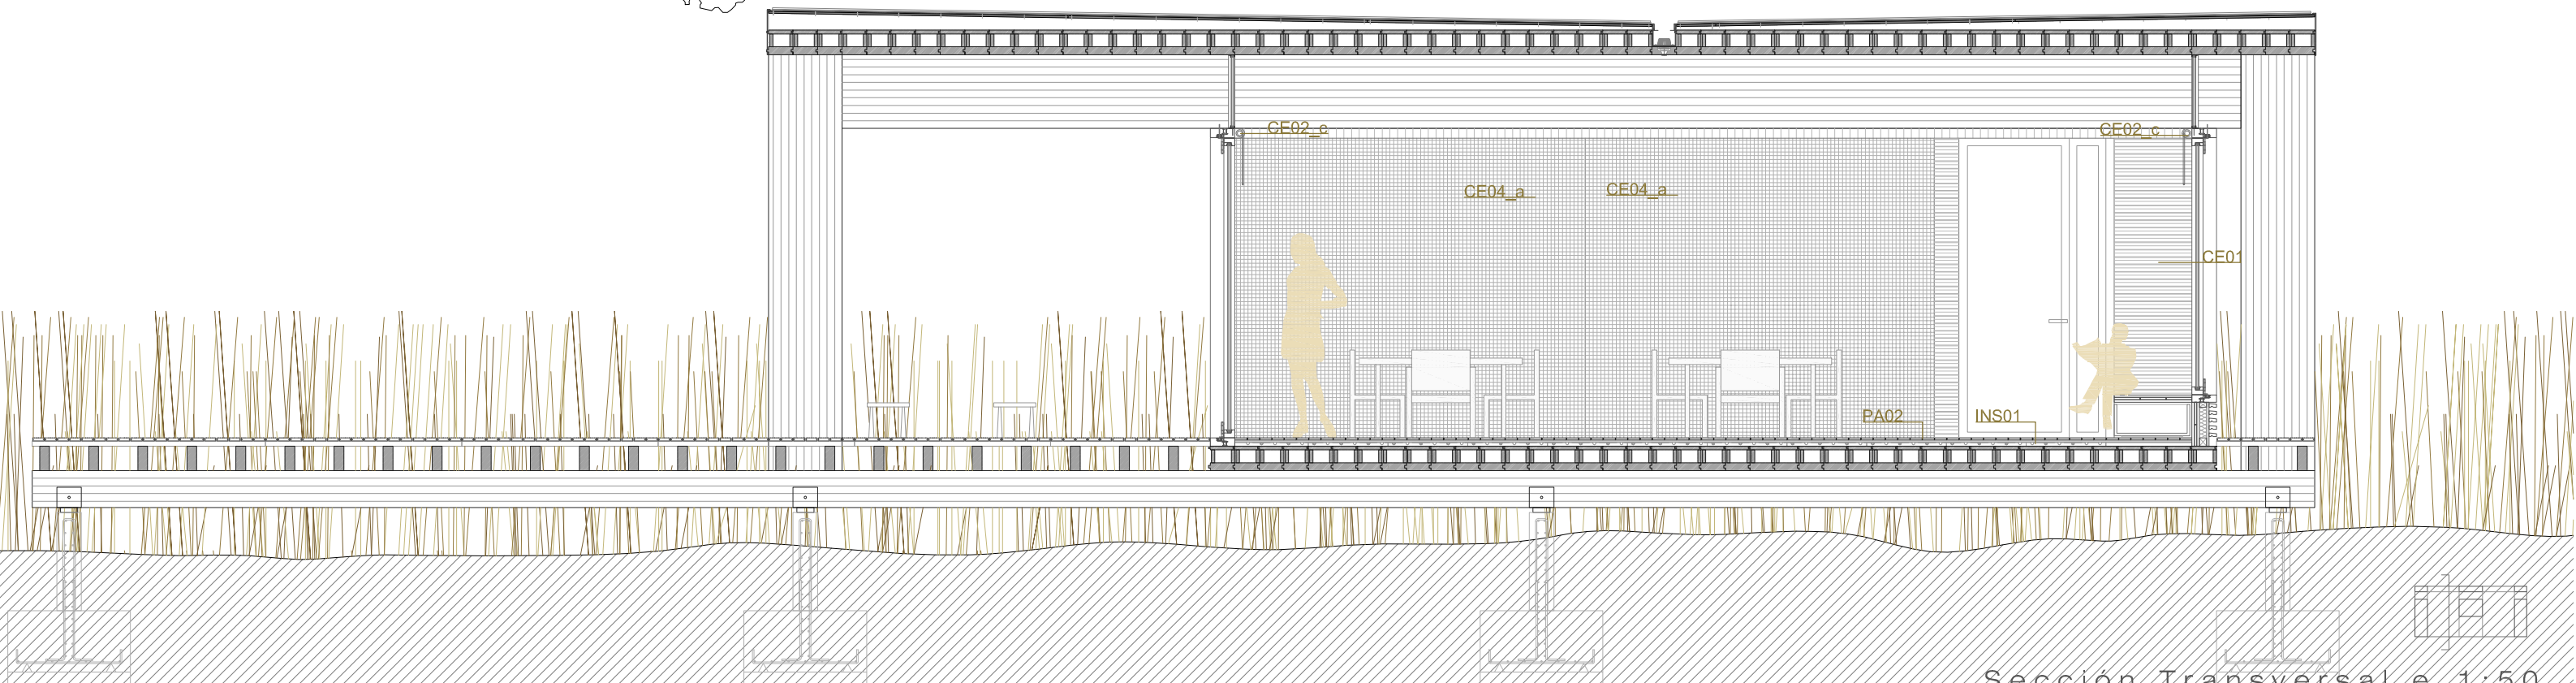 CE02_c
CE02_c
CE04_a
CE04_a
CE01
PA02
INS01
Sección Transversal e 1:50